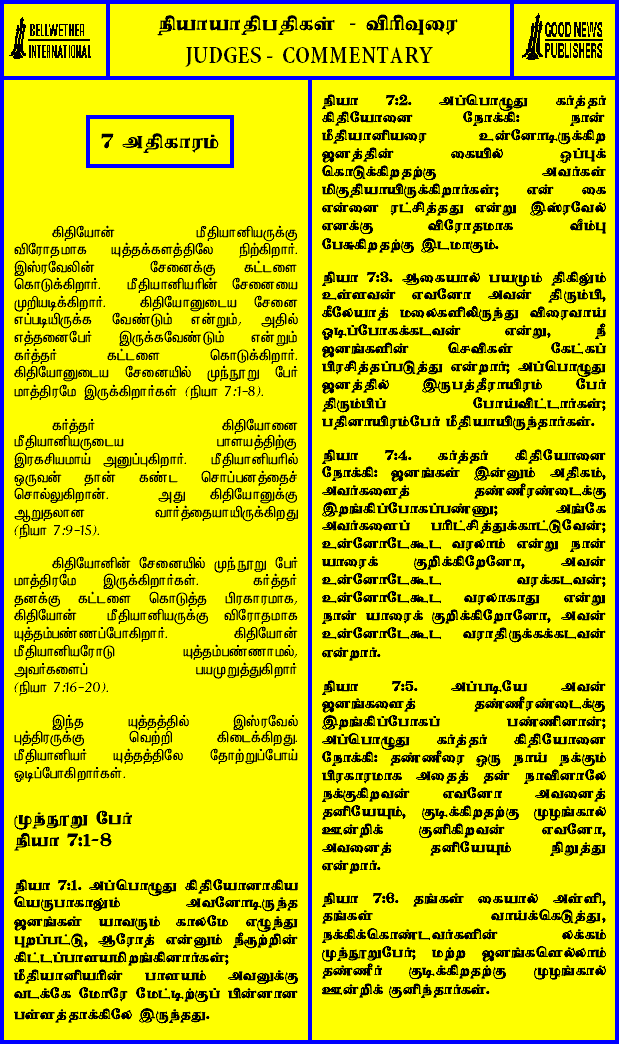 BELLWETHER
INTERNATIONAL
நியாயாதிபதிகள் - விரிவுரை
JUDGES - COMMENTARY
GOOD NEWS
PUBLISHERS
7 அதிகாரம்
கிதியோன் மீதியானியருக்கு
விரோதமாக யுத்தக்களத்திலே நிற்கிறார்.
இஸ்ரவேலின் சேனைக்கு கட்டளை
கொடுக்கிறார். மீதியானியரின் சேனையை
முறியடிக்கிறார். கிதியோனுடைய சேனை
எப்படியிருக்க வேண்டும் என்றும், அதில்
எத்தனைபேர் இருக்கவேண்டும் என்றும்
கர்த்தர் கட்டளை கொடுக்கிறார்.
கிதியோனுடைய சேனையில் முந்நூறு பேர்
மாத்திரமே இருக்கிறார்கள் (நியா 7:1-8).
கர்த்தர் கிதியோனை
மீதியானியருடைய பாளயத்திற்கு
இரகசியமாய் அனுப்புகிறார். மீதியானியரில்
ஒருவன் தான் கண்ட சொப்பனத்தைச்
சொல்லுகிறான். அது கிதியோனுக்கு
ஆறுதலான வார்த்தையாயிருக்கிறது
(நியா 7:9-15).
கிதியோனின் சேனையில் முந்நூறு பேர்
மாத்திரமே இருக்கிறார்கள். கர்த்தர்
தனக்கு கட்டளை கொடுத்த பிரகாரமாக,
கிதியோன் மீதியானியருக்கு விரோதமாக
யுத்தம்பண்ணப்போகிறார். கிதியோன்
மீதியானியரோடு யுத்தம்பண்ணாமல்,
அவர்களைப் பயமுறுத்துகிறார்
(நியா 7:16-20).
இந்த யுத்தத்தில் இஸ்ரவேல்
புத்திரருக்கு வெற்றி கிடைக்கிறது.
மீதியானியர் யுத்தத்திலே தோற்றுப்போய்
ஓடிப்போகிறார்கள்.
முந்நூறு பேர்
நியா 7:1-8
நியா 7:1. அப்பொழுது கிதியோனாகிய
யெருபாகாலும் அவனோடிருந்த
ஜனங்கள் யாவரும் காலமே எழுந்து
புறப்பட்டு, ஆரோத் என்னும் நீரூற்றின்
கிட்டப்பாளயமிறங்கினார்கள்;
மீதியானியரின் பாளயம் அவனுக்கு
வடக்கே மோரே மேட்டிற்குப் பின்னான
பள்ளத்தாக்கிலே இருந்தது.
நியா 7:2. அப்பொழுது கர்த்தர்
கிதியோனை நோக்கி: நான்
மீதியானியரை உன்னோடிருக்கிற
ஜனத்தின் கையில் ஒப்புக்
கொடுக்கிறதற்கு அவர்கள்
மிகுதியாயிருக்கிறார்கள்; என் கை
என்னை ரட்சித்தது என்று இஸ்ரவேல்
எனக்கு விரோதமாக வீம்பு
பேசுகிறதற்கு இடமாகும்.
நியா 7:3. ஆகையால் பயமும் திகிலும்
உள்ளவன் எவனோ அவன் திரும்பி,
கீலேயாத் மலைகளிலிருந்து விரைவாய்
ஓடிப்போகக்கடவன் என்று, நீ
ஜனங்களின் செவிகள் கேட்கப்
பிரசித்தப்படுத்து என்றார்; அப்பொழுது
ஜனத்தில் இருபத்தீராயிரம் பேர்
திரும்பிப் போய்விட்டார்கள்;
பதினாயிரம்பேர் மீதியாயிருந்தார்கள்.
நியா 7:4. கர்த்தர் கிதியோனை
நோக்கி: ஜனங்கள் இன்னும் அதிகம்,
அவர்களைத் தண்ணீரண்டைக்கு
இறங்கிப்போகப்பண்ணு; அங்கே
அவர்களைப் பரிட்சித்துக்காட்டுவேன்;
உன்னோடேகூட வரலாம் என்று நான்
யாரைக் குறிக்கிறேனோ, அவன்
உன்னோடேகூட வரக்கடவன்;
உன்னோடேகூட வரலாகாது என்று
நான் யாரைக் குறிக்கிறோனோ, அவன்
உன்னோடேகூட வராதிருக்கக்கடவன்
என்றார்.
நியா 7:5. அப்படியே அவன்
ஜனங்களைத் தண்ணீரண்டைக்கு
இறங்கிப்போகப் பண்ணினான்;
அப்பொழுது கர்த்தர் கிதியோனை
நோக்கி: தண்ணீரை ஒரு நாய் நக்கும்
பிரகாரமாக அதைத் தன் நாவினாலே
நக்குகிறவன் எவனோ அவனைத்
தனியேயும், குடிக்கிறதற்கு முழங்கால்
ஊன்றிக் குனிகிறவன் எவனோ,
அவனைத் தனியேயும் நிறுத்து
என்றார்.
நியா 7:6. தங்கள் கையால் அள்ளி,
தங்கள் வாய்க்கெடுத்து,
நக்கிக்கொண்டவர்களின் லக்கம்
முந்நூறுபேர்; மற்ற ஜனங்களெல்லாம்
தண்ணீர் குடிக்கிறதற்கு முழங்கால்
ஊன்றிக் குனிந்தார்கள்.